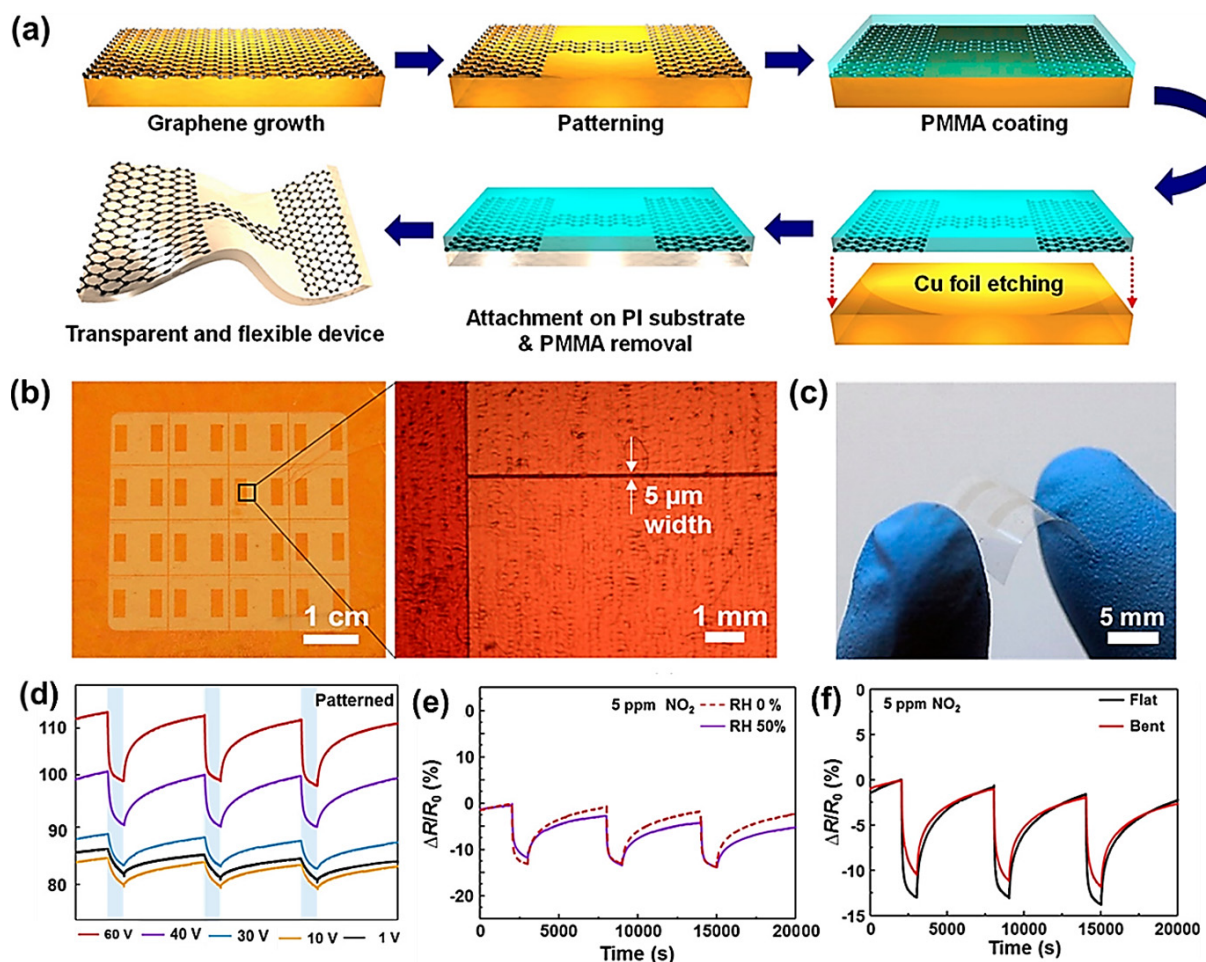 (a)
Graphene growth
Patterning
PMMA coating
Transparent and flexible device
Attachment on PI substrate
& PMMA removal
Cu foil etching
(b)
1 cm
5 μm
width
1 mm
(c)
5 mm
(d)
Patterned
110
100
90
80
60 V 40 V 30 V 10 V 1 V
(e)
5 ppm NO₂
RH 0 %
RH 50%
ΔR/R₀ (%)
0
0
-5
-10
-15
-20
-25
0 5000 10000 15000 20000
Time (s)
(f)
5 ppm NO₂
Flat
Bent
ΔR/R₀ (%)
0
-5
-10
-15
0 5000 10000 15000 20000
Time (s)